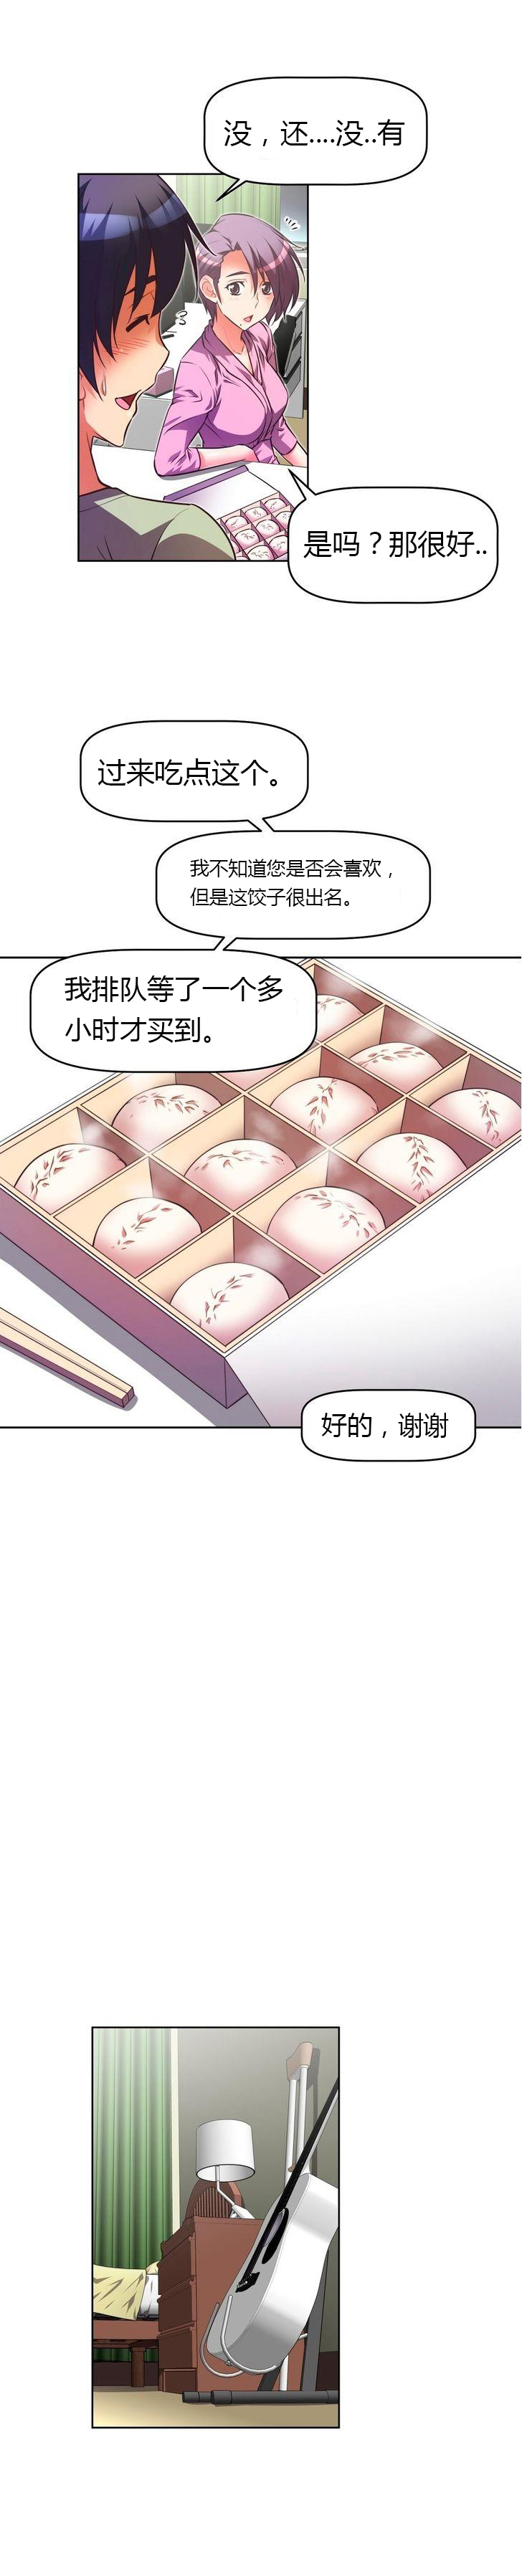 没，还....没..有
是吗？那很好..
过来吃点这个。
我不知道您是否会喜欢，
但是这饺子很出名。
我排队等了一个多
小时才买到。
好的，谢谢